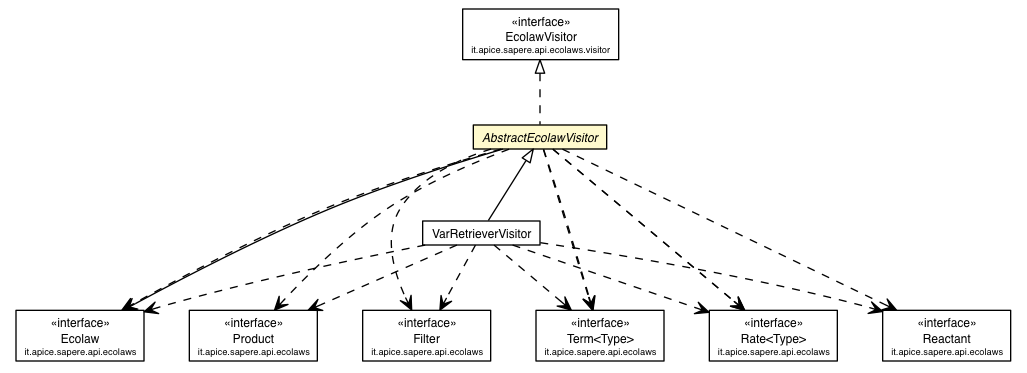 «interface»
EcolawVisitor
it.apice.sapere.api.ecolaws.visitor
AbstractEcolawVisitor
VarRetrieverVisitor
«interface»
Ecolaw
it.apice.sapere.api.ecolaws
«interface»
Product
it.apice.sapere.api.ecolaws
«interface»
Filter
it.apice.sapere.api.ecolaws
«interface»
Term<Type>
it.apice.sapere.api.ecolaws
«interface»
Rate<Type>
it.apice.sapere.api.ecolaws
«interface»
Reactant
it.apice.sapere.api.ecolaws